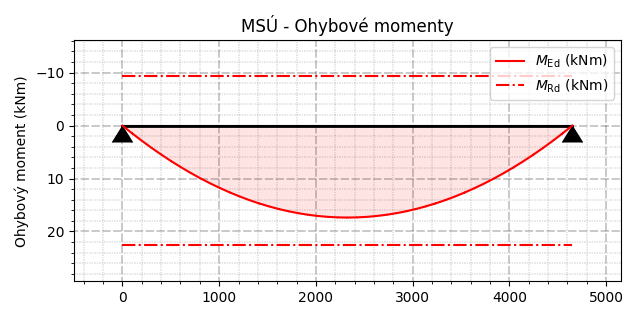 MSÚ - Ohybové momenty
M_Ed (kNm)
M_Rd (kNm)
Ohybový moment (kNm)
−10
0
10
20
0 1000 2000 3000 4000 5000